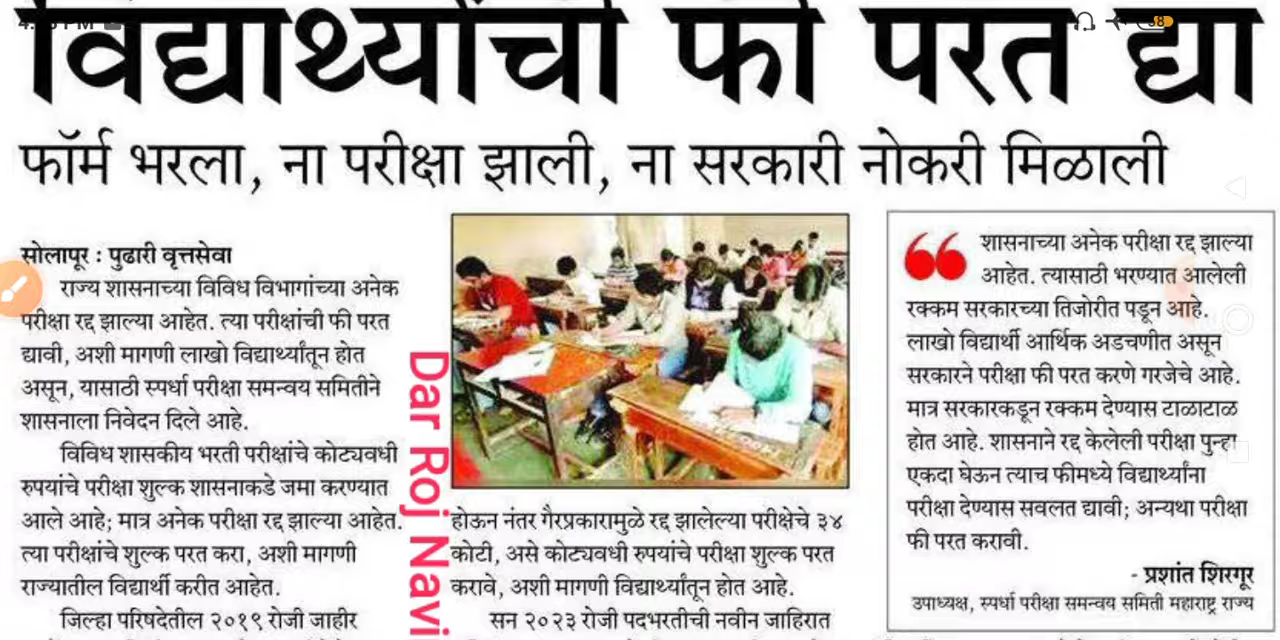 विद्यार्थ्यांची फी परत द्या
फॉर्म भरला, ना परीक्षा झाली, ना सरकारी नोकरी मिळाली
सोलापूर : पुढारी वृत्तसेवा
राज्य शासनाच्या विविध विभागांच्या अनेक
परीक्षा रद्द झाल्या आहेत. त्या परीक्षांची फी परत
द्यावी, अशी मागणी लाखो विद्यार्थ्यांतून होत
असून, यासाठी स्पर्धा परीक्षा समन्वय समितीने
शासनाला निवेदन दिले आहे.
विविध शासकीय भरती परीक्षांचे कोट्यवधी
रुपयांचे परीक्षा शुल्क शासनाकडे जमा करण्यात
आले आहे; मात्र अनेक परीक्षा रद्द झाल्या आहेत.
त्या परीक्षांचे शुल्क परत करा, अशी मागणी
राज्यातील विद्यार्थी करीत आहेत.
जिल्हा परिषदेतील २०१९ रोजी जाहीर
Dar Roj Navi
होऊन नंतर गैरप्रकारामुळे रद्द झालेल्या परीक्षेचे ३४
कोटी, असे कोट्यवधी रुपयांचे परीक्षा शुल्क परत
करावे, अशी मागणी विद्यार्थ्यांतून होत आहे.
सन २०२३ रोजी पदभरतीची नवीन जाहिरात
शासनाच्या अनेक परीक्षा रद्द झाल्या
आहेत. त्यासाठी भरण्यात आलेली
रक्कम सरकारच्या तिजोरीत पडून आहे.
लाखो विद्यार्थी आर्थिक अडचणीत असून
सरकारने परीक्षा फी परत करणे गरजेचे आहे.
मात्र सरकारकडून रक्कम देण्यास टाळाटाळ
होत आहे. शासनाने रद्द केलेली परीक्षा पुन्हा
एकदा घेऊन त्याच फीमध्ये विद्यार्थ्यांना
परीक्षा देण्यास सवलत द्यावी; अन्यथा परीक्षा
फी परत करावी.
- प्रशांत शिरगूर
उपाध्यक्ष, स्पर्धा परीक्षा समन्वय समिती महाराष्ट्र राज्य